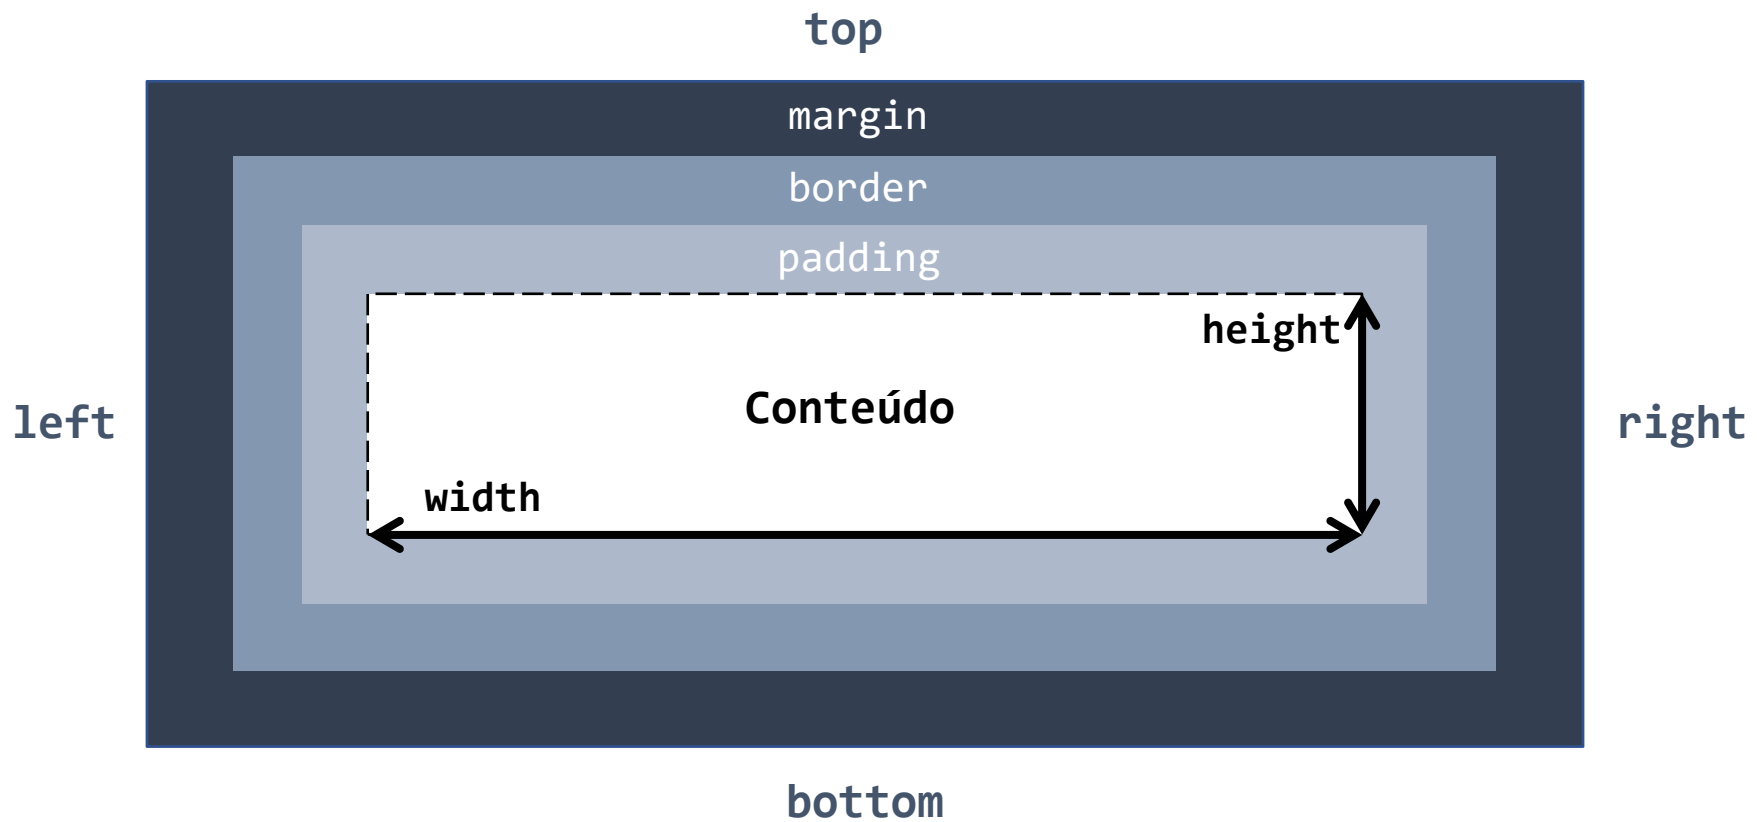 top
margin
border
padding
height
Conteúdo
left
right
width
bottom